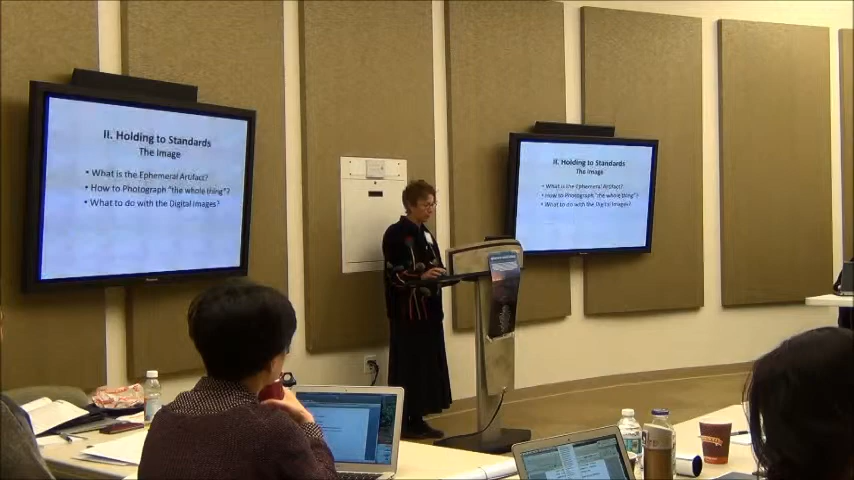 II. Holding to Standards
The Image
• What is the Ephemeral Artifact?
• How to Photograph "the whole thing"?
• What to do with the Digital Images?
II. Holding to Standards
The Image
• What is the Ephemeral Artifact?
• How to Photograph "the whole thing"?
• What to do with the Digital Images?